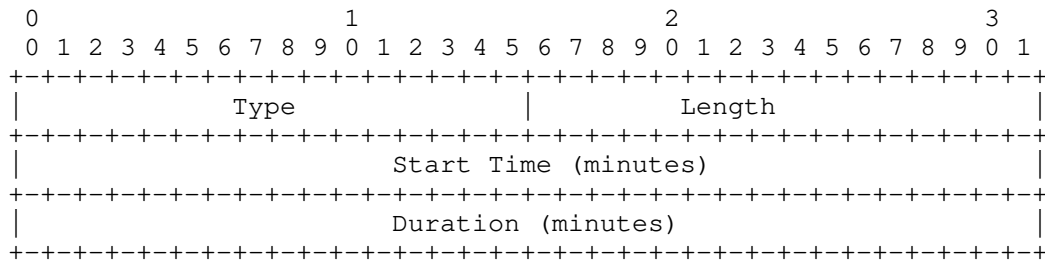 0                   1                   2                   3
 0 1 2 3 4 5 6 7 8 9 0 1 2 3 4 5 6 7 8 9 0 1 2 3 4 5 6 7 8 9 0 1
+-+-+-+-+-+-+-+-+-+-+-+-+-+-+-+-+-+-+-+-+-+-+-+-+-+-+-+-+-+-+-+-+
|             Type              |         Length                |
+-+-+-+-+-+-+-+-+-+-+-+-+-+-+-+-+-+-+-+-+-+-+-+-+-+-+-+-+-+-+-+-+
|                       Start Time (minutes)                    |
+-+-+-+-+-+-+-+-+-+-+-+-+-+-+-+-+-+-+-+-+-+-+-+-+-+-+-+-+-+-+-+-+
|                       Duration (minutes)                      |
+-+-+-+-+-+-+-+-+-+-+-+-+-+-+-+-+-+-+-+-+-+-+-+-+-+-+-+-+-+-+-+-+